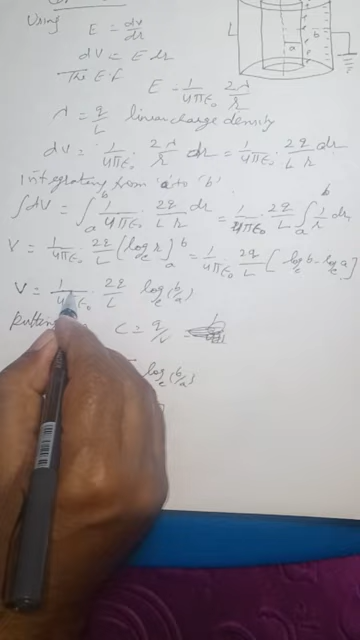 Using E = dv/dr
dV = E dr
The E.F E = 1/4πε₀ 2λ/r
λ = q/L linear charge density
dV = 1/4πε₀ · 2λ/r dr = 1/4πε₀ · 2q/L r dr
Integrating from 'a' to 'b'.
∫dV = ∫ₐᵇ 1/4πε₀ · 2q/L r dr = 1/4πε₀ · 2q/L ∫ₐᵇ 1/r dr
V = 1/4πε₀ · 2q/L [logₑ r]ₐᵇ = 1/4πε₀ · 2q/L [logₑ b - logₑ a]
V = 1/4πε₀ · 2q/L logₑ (b/a)
Putting C = q/V =
logₑ (b/a)
L
a
b